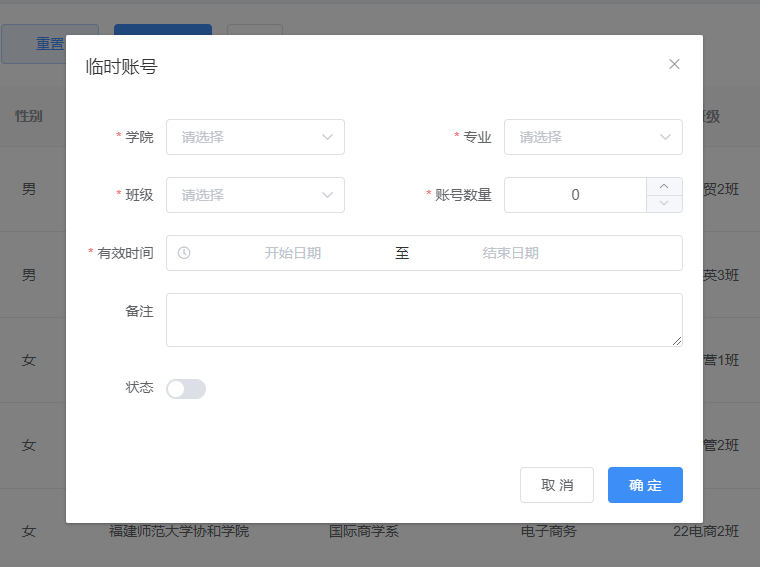 重置
临时账号
性别
级
* 学院 请选择 * 专业 请选择
男
贸2班
* 班级 请选择 * 账号数量 0
* 有效时间 开始日期 至 结束日期
男
英3班
备注
女
营1班
状态
女
管2班
取 消 确 定
女 福建师范大学协和学院 国际商学系 电子商务 22电商2班